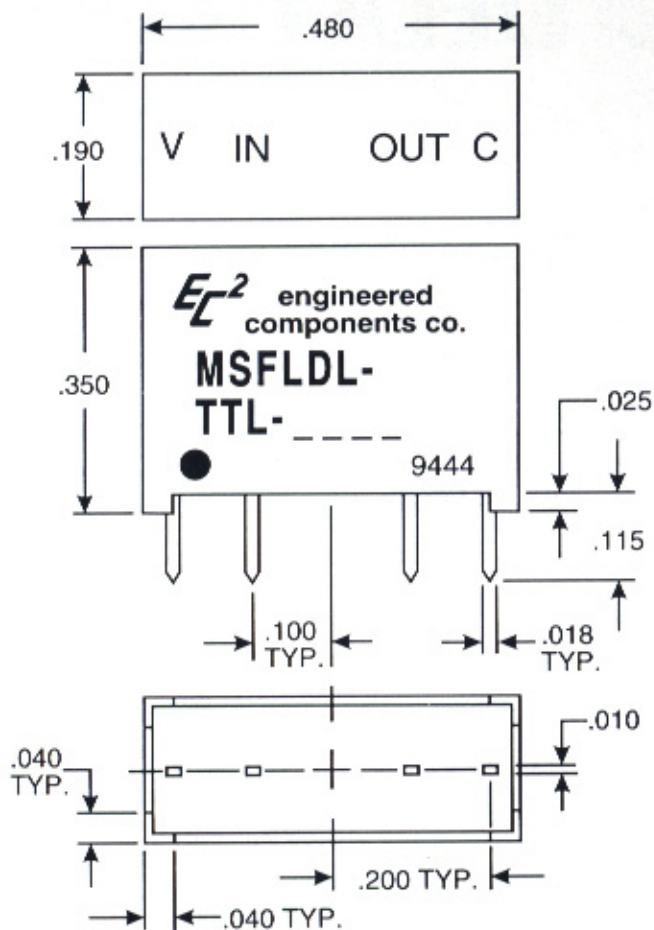 .480
.190
V IN OUT C
EC² engineered
components co.
.350
MSFLDL-
TTL-_ _ _ _
.025
9444
.115
.100
TYP.
.018
TYP.
.010
.040
TYP.
.200 TYP.
.040 TYP.